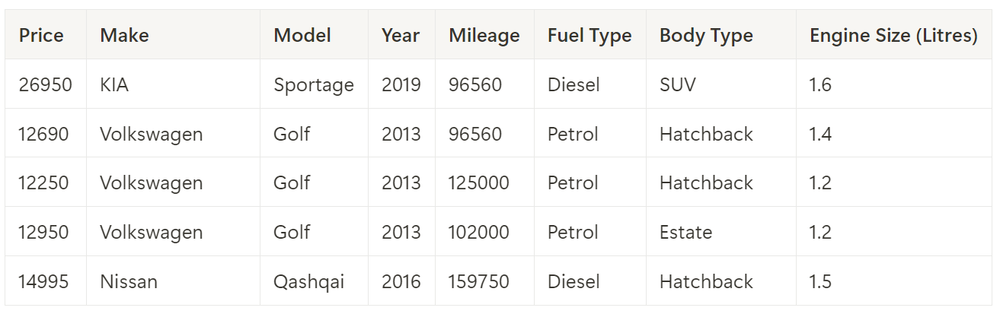 Price Make Model Year Mileage Fuel Type Body Type Engine Size (Litres)
26950 KIA Sportage 2019 96560 Diesel SUV 1.6
12690 Volkswagen Golf 2013 96560 Petrol Hatchback 1.4
12250 Volkswagen Golf 2013 125000 Petrol Hatchback 1.2
12950 Volkswagen Golf 2013 102000 Petrol Estate 1.2
14995 Nissan Qashqai 2016 159750 Diesel Hatchback 1.5